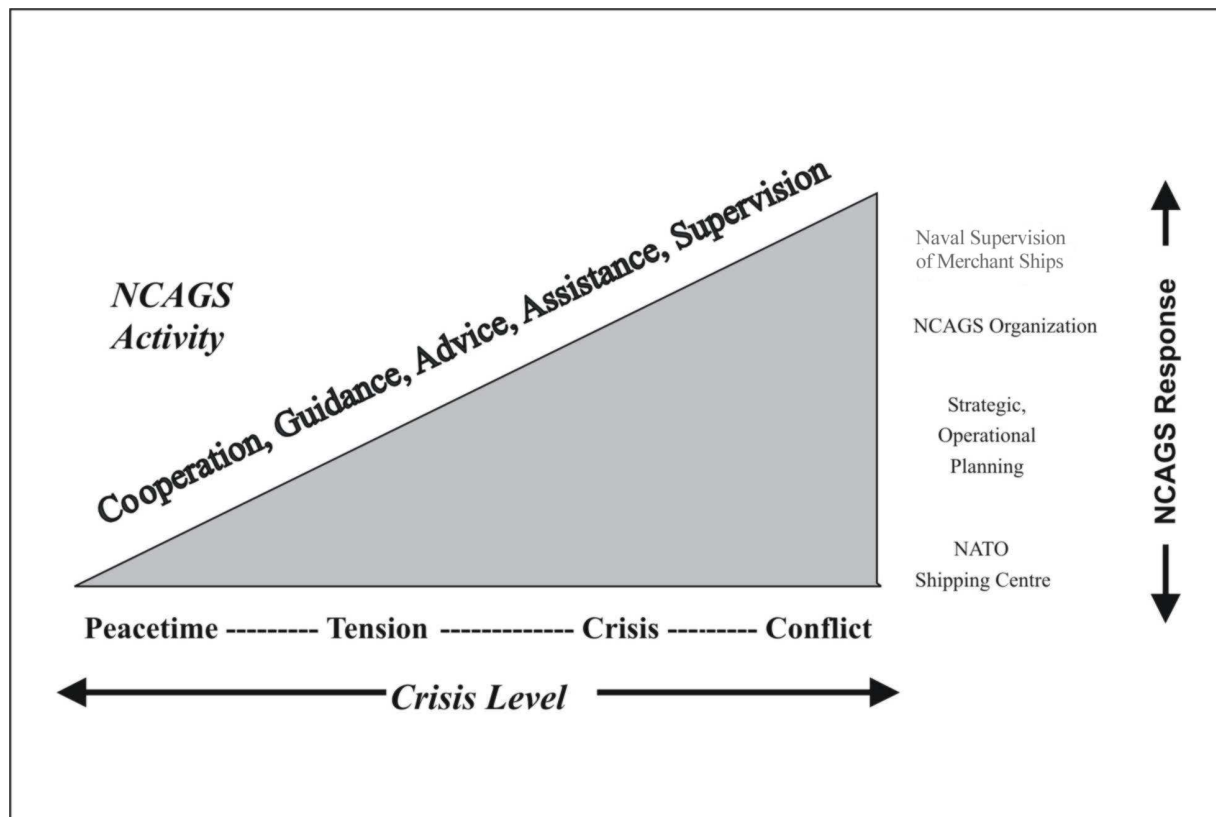 NCAGS
Activity
Cooperation, Guidance, Advice, Assistance, Supervision
Naval Supervision
of Merchant Ships
NCAGS Organization
Strategic,
Operational
Planning
NATO
Shipping Centre
NCAGS Response
Peacetime --------- Tension ------------- Crisis --------- Conflict
Crisis Level